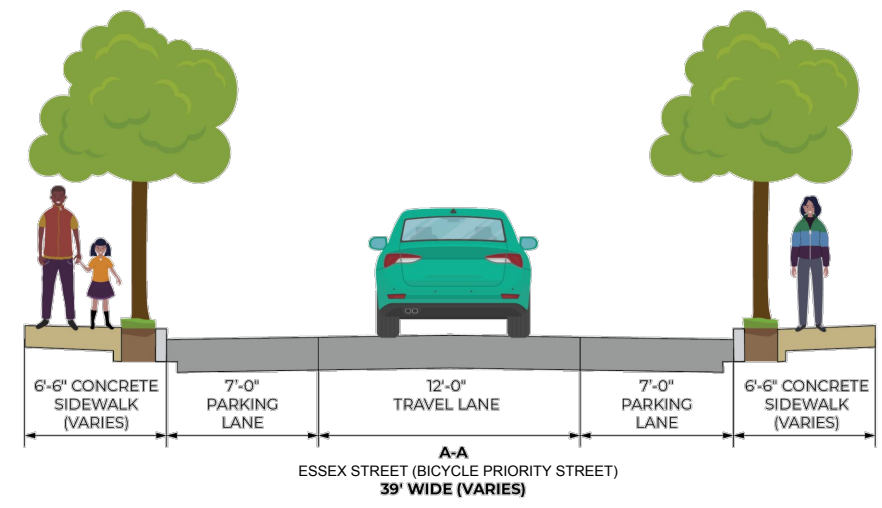 6'-6" CONCRETE
SIDEWALK
(VARIES)
7'-0"
PARKING
LANE
12'-0"
TRAVEL LANE
7'-0"
PARKING
LANE
6'-6" CONCRETE
SIDEWALK
(VARIES)
A-A
ESSEX STREET (BICYCLE PRIORITY STREET)
39' WIDE (VARIES)